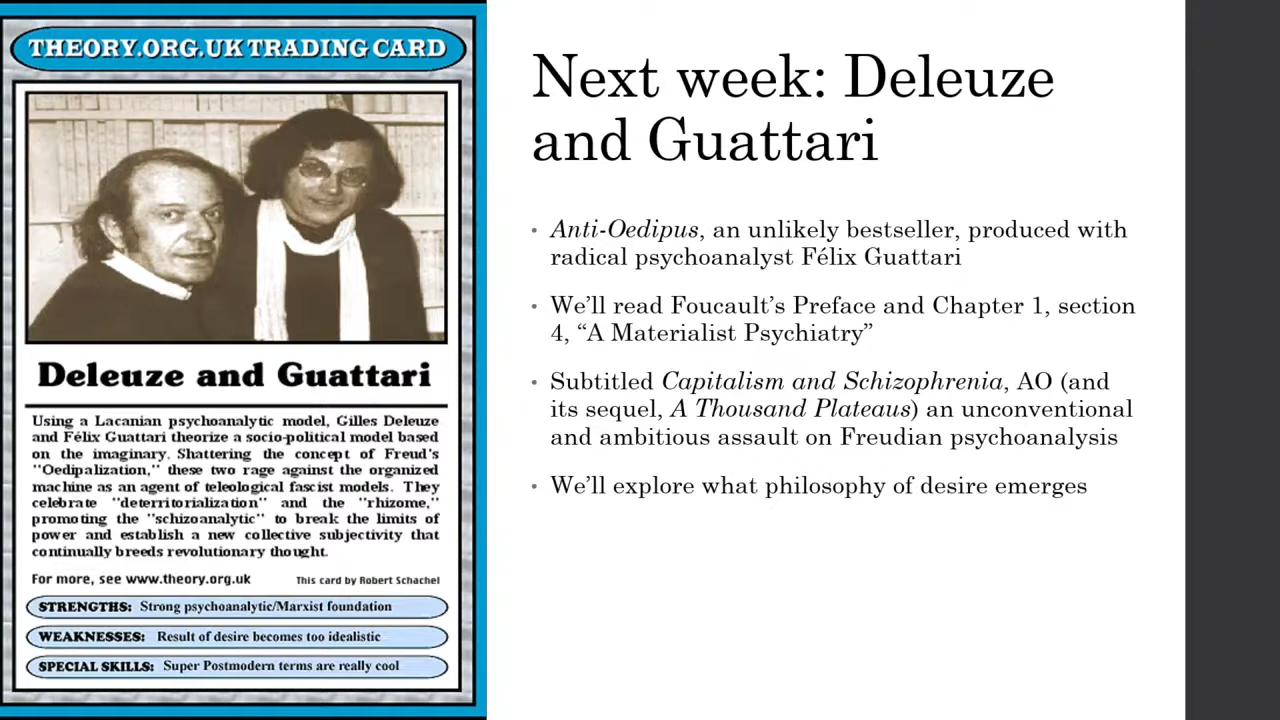 THEORY.ORG.UK TRADING CARD
Deleuze and Guattari
Using a Lacanian psychoanalytic model, Gilles Deleuze
and Félix Guattari theorize a socio-political model based
on the imaginary. Shattering the concept of Freud's
"Oedipalization," these two rage against the organized
machine as an agent of teleological fascist models. They
celebrate "deterritorialization" and the "rhizome,"
promoting the "schizoanalytic" to break the limits of
power and establish a new collective subjectivity that
continually breeds revolutionary thought.
For more, see www.theory.org.uk This card by Robert Schachel
STRENGTHS: Strong psychoanalytic/Marxist foundation
WEAKNESSES: Result of desire becomes too idealistic
SPECIAL SKILLS: Super Postmodern terms are really cool
Next week: Deleuze
and Guattari
• Anti-Oedipus, an unlikely bestseller, produced with
radical psychoanalyst Félix Guattari
• We'll read Foucault's Preface and Chapter 1, section
4, “A Materialist Psychiatry”
• Subtitled Capitalism and Schizophrenia, AO (and
its sequel, A Thousand Plateaus) an unconventional
and ambitious assault on Freudian psychoanalysis
• We'll explore what philosophy of desire emerges